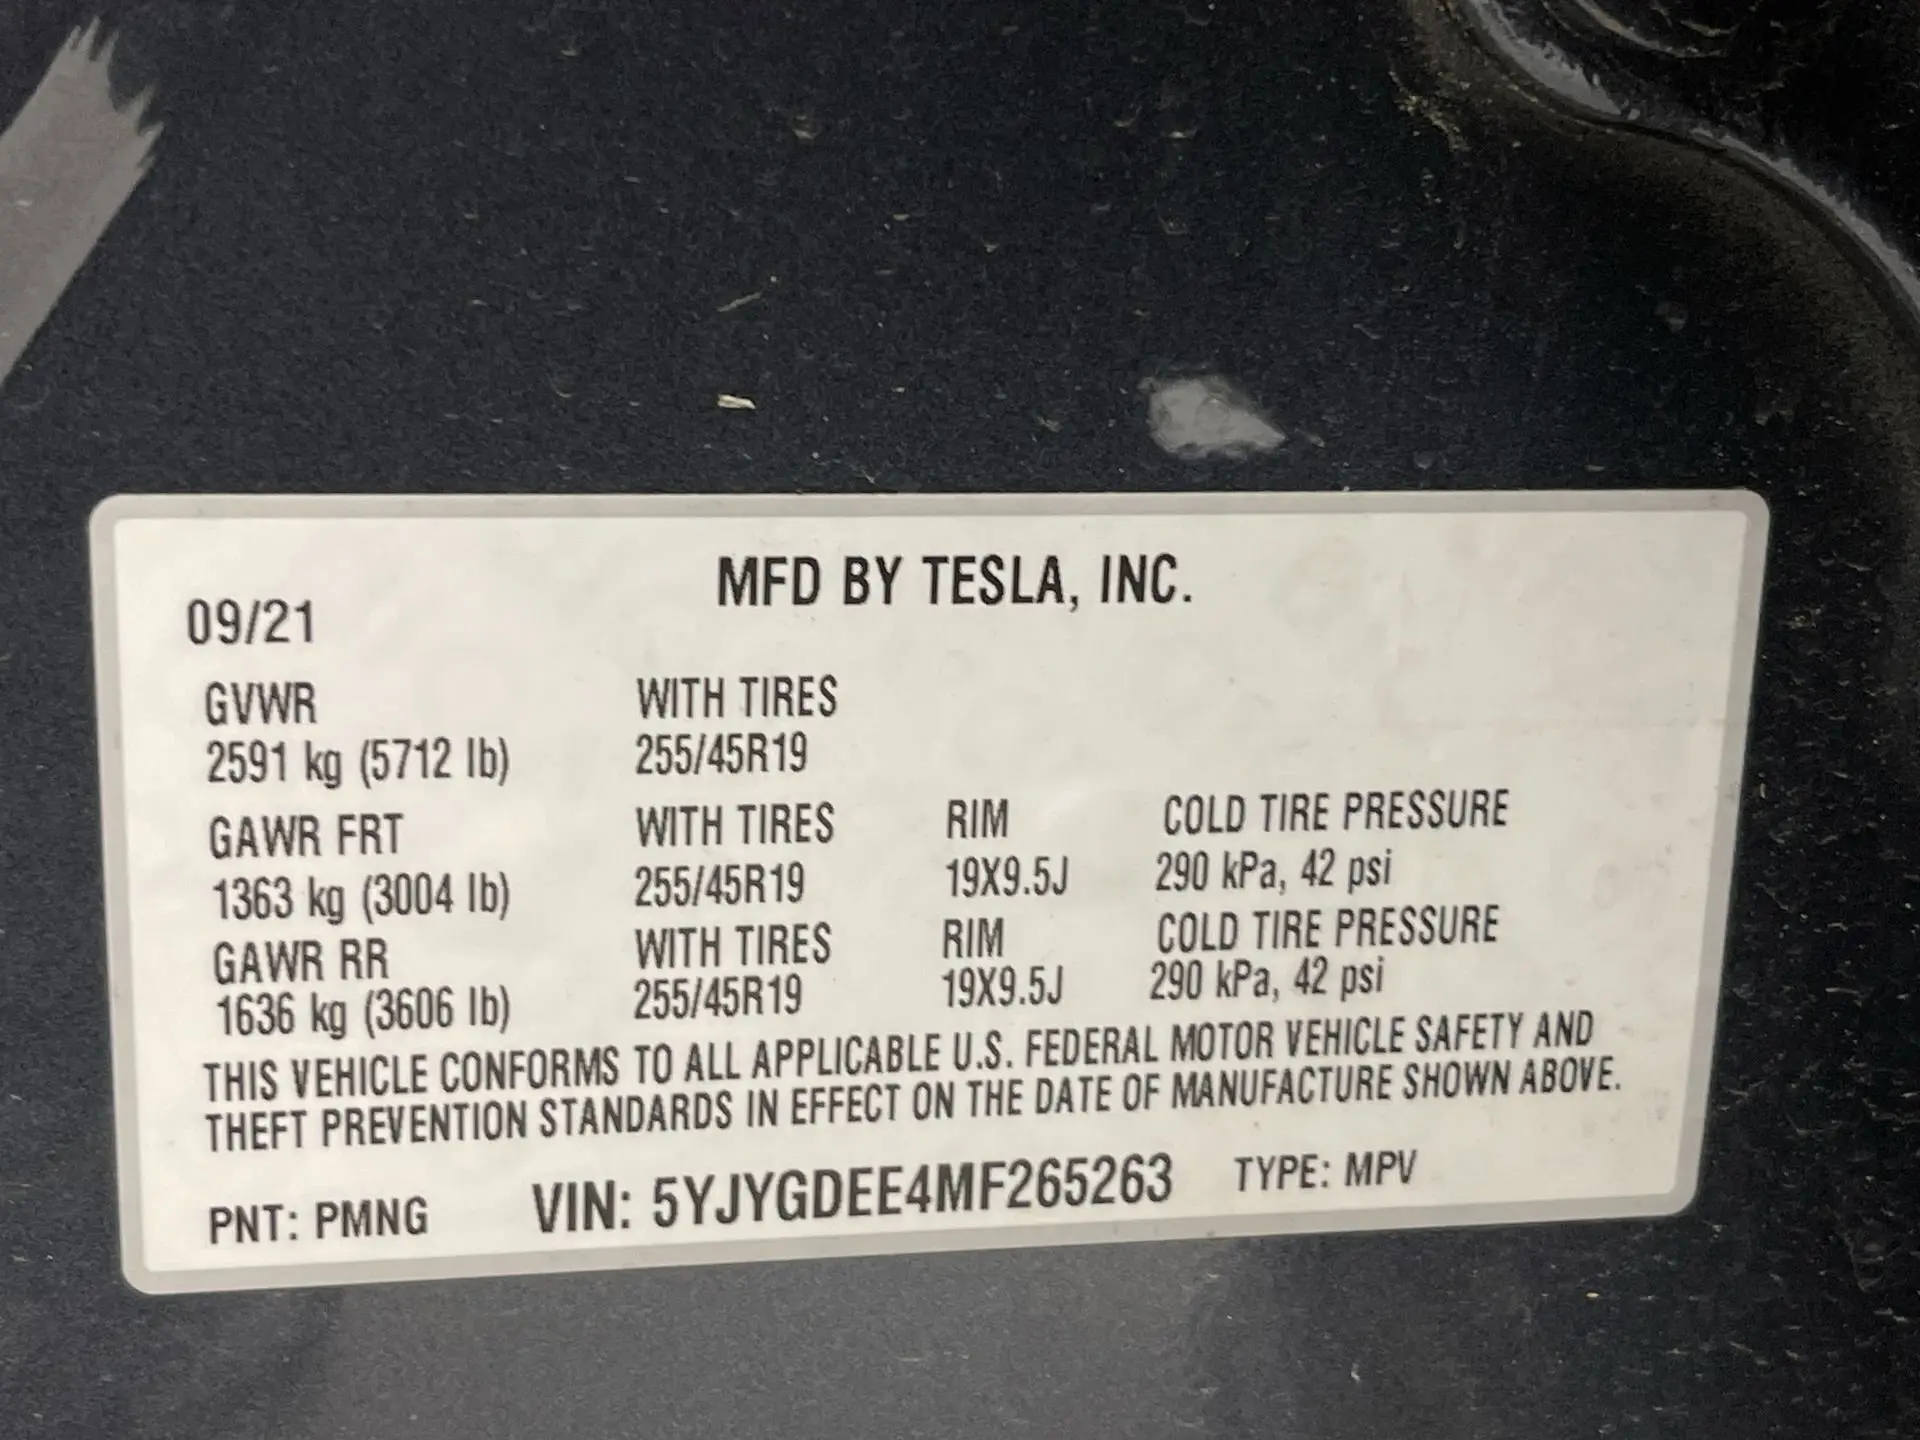 MFD BY TESLA, INC.
09/21
GVWR WITH TIRES
2591 kg (5712 lb) 255/45R19
GAWR FRT WITH TIRES RIM COLD TIRE PRESSURE
1363 kg (3004 lb) 255/45R19 19X9.5J 290 kPa, 42 psi
GAWR RR WITH TIRES RIM COLD TIRE PRESSURE
1636 kg (3606 lb) 255/45R19 19X9.5J 290 kPa, 42 psi
THIS VEHICLE CONFORMS TO ALL APPLICABLE U.S. FEDERAL MOTOR VEHICLE SAFETY AND
THEFT PREVENTION STANDARDS IN EFFECT ON THE DATE OF MANUFACTURE SHOWN ABOVE.
PNT: PMNG VIN: 5YJYGDEE4MF265263 TYPE: MPV